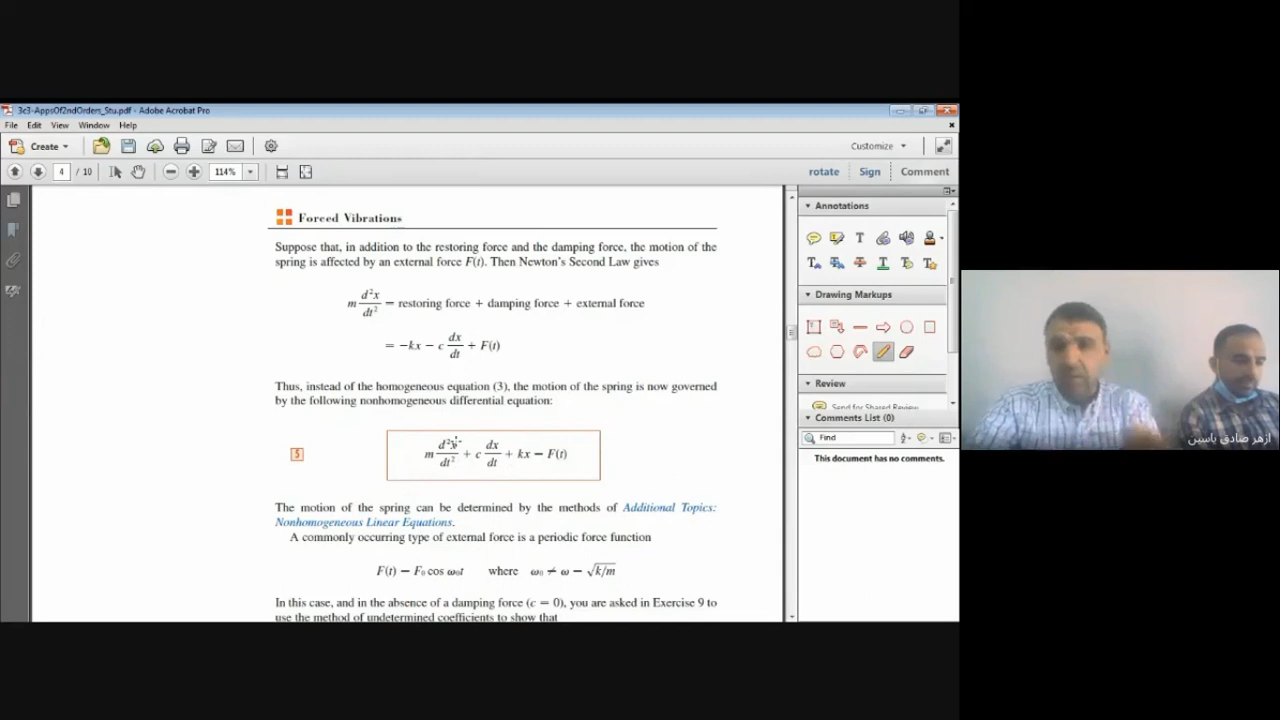 3c3-AppsOf2ndOrders_Stu.pdf - Adobe Acrobat Pro
File Edit View Window Help
Create Customize
4 / 10 114% rotate Sign Comment
Forced Vibrations
Suppose that, in addition to the restoring force and the damping force, the motion of the
spring is affected by an external force F(t). Then Newton's Second Law gives
m d²x/dt² = restoring force + damping force + external force
= −kx − c dx/dt + F(t)
Thus, instead of the homogeneous equation (3), the motion of the spring is now governed
by the following nonhomogeneous differential equation:
5 m d²x/dt² + c dx/dt + kx = F(t)
The motion of the spring can be determined by the methods of Additional Topics:
Nonhomogeneous Linear Equations.
A commonly occurring type of external force is a periodic force function
F(t) = F₀ cos ω₀t where ω₀ ≠ ω = √k/m
In this case, and in the absence of a damping force (c = 0), you are asked in Exercise 9 to
use the method of undetermined coefficients to show that
Annotations
Drawing Markups
Review
Send for Shared Review
Comments List (0)
Find
This document has no comments.
ازهر صادق ياسين